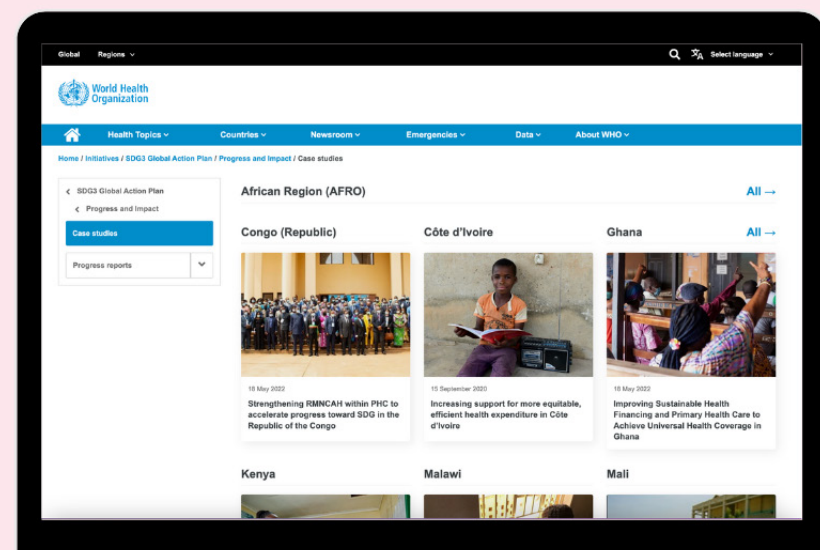 Global Regions Select language
World Health
Organization
Health Topics Countries Newsroom Emergencies Data About WHO
Home / Initiatives / SDG3 Global Action Plan / Progress and Impact / Case studies
SDG3 Global Action Plan
Progress and Impact
Case studies
Progress reports
African Region (AFRO) All →
Congo (Republic)
18 May 2022
Strengthening RMNCAH within PHC to
accelerate progress toward SDG in the
Republic of the Congo
Côte d'Ivoire
15 September 2020
Increasing support for more equitable,
efficient health expenditure in Côte
d'Ivoire
Ghana All →
18 May 2022
Improving Sustainable Health
Financing and Primary Health Care to
Achieve Universal Health Coverage in
Ghana
Kenya
Malawi
Mali